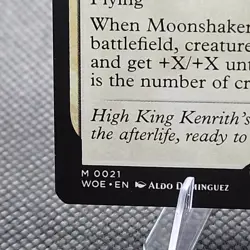 Flying
When Moonshaker
battlefield, creature
and get +X/+X unt
is the number of cr
High King Kenrith's
the afterlife, ready to
M 0021
WOE • EN ALDO DOMINGUEZ